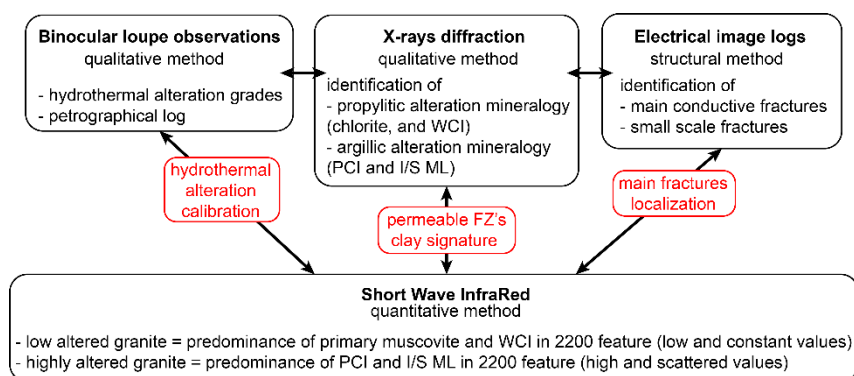 Binocular loupe observations
qualitative method
- hydrothermal alteration grades
- petrographical log
X-rays diffraction
qualitative method
identification of
- propylitic alteration mineralogy
(chlorite, and WCI)
- argillic alteration mineralogy
(PCI and I/S ML)
Electrical image logs
structural method
identification of
- main conductive fractures
- small scale fractures
hydrothermal
alteration
calibration
permeable FZ's
clay signature
main fractures
localization
Short Wave InfraRed
quantitative method
- low altered granite = predominance of primary muscovite and WCI in 2200 feature (low and constant values)
- highly altered granite = predominance of PCI and I/S ML in 2200 feature (high and scattered values)